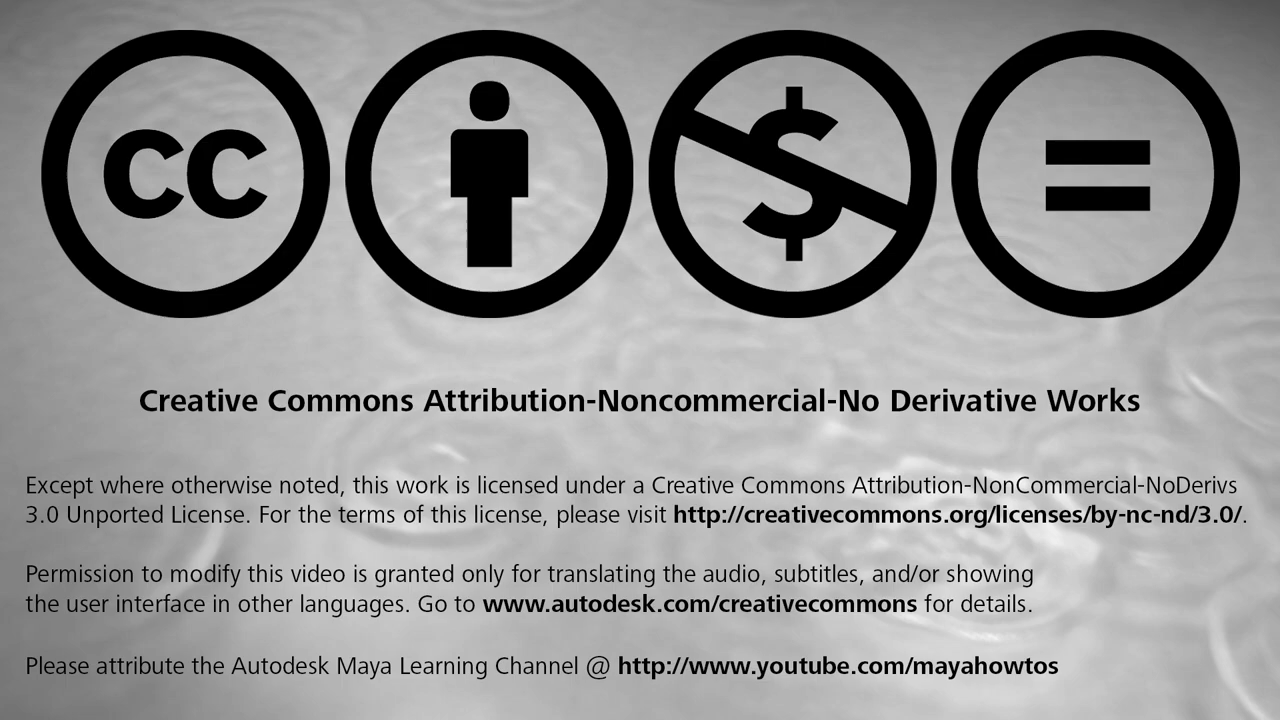 cc
$
=
Creative Commons Attribution-Noncommercial-No Derivative Works
Except where otherwise noted, this work is licensed under a Creative Commons Attribution-NonCommercial-NoDerivs
3.0 Unported License. For the terms of this license, please visit http://creativecommons.org/licenses/by-nc-nd/3.0/.
Permission to modify this video is granted only for translating the audio, subtitles, and/or showing
the user interface in other languages. Go to www.autodesk.com/creativecommons for details.
Please attribute the Autodesk Maya Learning Channel @ http://www.youtube.com/mayahowtos